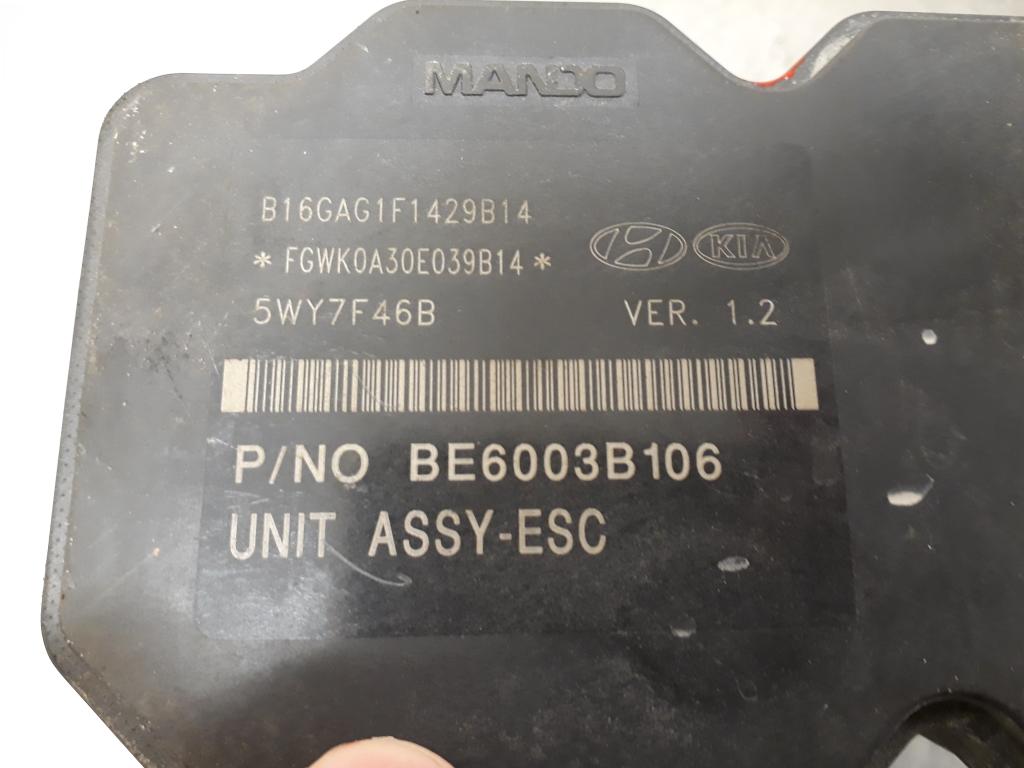 MANDO
B16GAG1F1429B14
*FGWK0A30E039B14*
KIA
5WY7F46B VER. 1.2
P/NO BE6003B106
UNIT ASSY-ESC